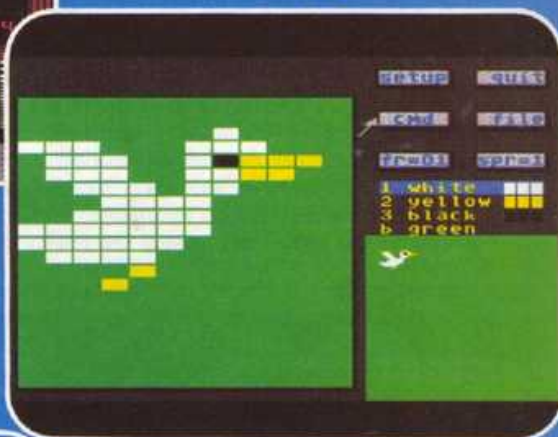 setup quit
cmd file
fr=01 spr=1
1 white
2 yellow
3 black
b green